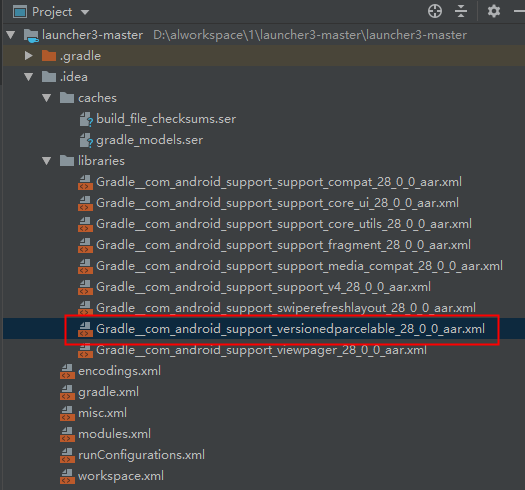 Project
launcher3-master D:\alworkspace\1\launcher3-master\launcher3-master
.gradle
.idea
caches
build_file_checksums.ser
gradle_models.ser
libraries
Gradle__com_android_support_support_compat_28_0_0_aar.xml
Gradle__com_android_support_support_core_ui_28_0_0_aar.xml
Gradle__com_android_support_support_core_utils_28_0_0_aar.xml
Gradle__com_android_support_support_fragment_28_0_0_aar.xml
Gradle__com_android_support_support_media_compat_28_0_0_aar.xml
Gradle__com_android_support_support_v4_28_0_0_aar.xml
Gradle__com_android_support_swiperefreshlayout_28_0_0_aar.xml
Gradle__com_android_support_versionedparcelable_28_0_0_aar.xml
Gradle__com_android_support_viewpager_28_0_0_aar.xml
encodings.xml
gradle.xml
misc.xml
modules.xml
runConfigurations.xml
workspace.xml